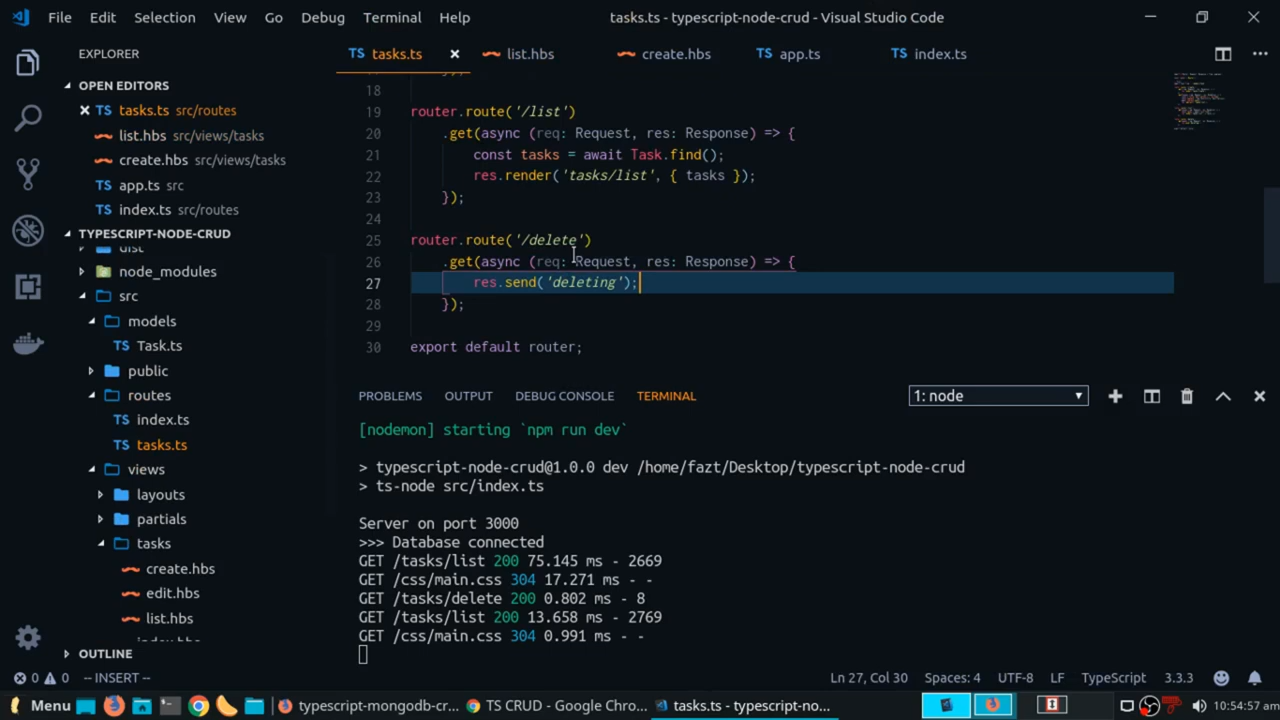 File Edit Selection View Go Debug Terminal Help tasks.ts - typescript-node-crud - Visual Studio Code
EXPLORER
OPEN EDITORS
TS tasks.ts src/routes
list.hbs src/views/tasks
create.hbs src/views/tasks
TS app.ts src
TS index.ts src/routes
TYPESCRIPT-NODE-CRUD
dist
node_modules
src
models
TS Task.ts
public
routes
TS index.ts
TS tasks.ts
views
layouts
partials
tasks
create.hbs
edit.hbs
list.hbs
index.hbs
OUTLINE
TS tasks.ts list.hbs create.hbs TS app.ts TS index.ts
18
19 router.route('/list')
20 .get(async (req: Request, res: Response) => {
21 const tasks = await Task.find();
22 res.render('tasks/list', { tasks });
23 });
24
25 router.route('/delete')
26 .get(async (req: Request, res: Response) => {
27 res.send('deleting');
28 });
29
30 export default router;
PROBLEMS OUTPUT DEBUG CONSOLE TERMINAL 1: node
[nodemon] starting `npm run dev`
> typescript-node-crud@1.0.0 dev /home/fazt/Desktop/typescript-node-crud
> ts-node src/index.ts
Server on port 3000
>>> Database connected
GET /tasks/list 200 75.145 ms - 2669
GET /css/main.css 304 17.271 ms - -
GET /tasks/delete 200 0.802 ms - 8
GET /tasks/list 200 13.658 ms - 2769
GET /css/main.css 304 0.991 ms - -
0 0 -- INSERT -- Ln 27, Col 30 Spaces: 4 UTF-8 LF TypeScript 3.3.3
Menu typescript-mongodb-cr... TS CRUD - Google Chro... tasks.ts - typescript-no... 10:54:57 am